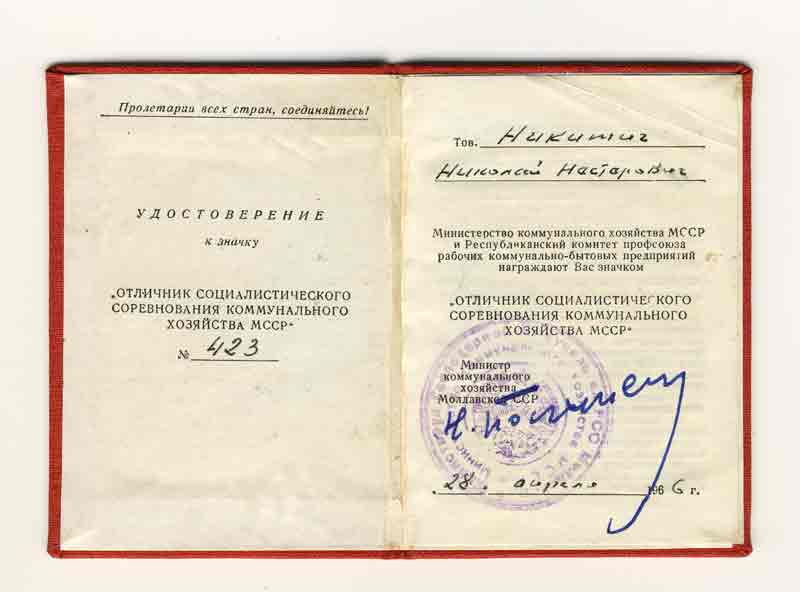 Пролетарии всех стран, соединяйтесь!
УДОСТОВЕРЕНИЕ
к значку
„ОТЛИЧНИК СОЦИАЛИСТИЧЕСКОГО
СОРЕВНОВАНИЯ КОММУНАЛЬНОГО
ХОЗЯЙСТВА МССР“
№ 423
Тов. Никитич
Николай Нестерович
Министерство коммунального хозяйства МССР
и Республиканский комитет профсоюза
рабочих коммунально-бытовых предприятий
награждают Вас значком
„ОТЛИЧНИК СОЦИАЛИСТИЧЕСКОГО
СОРЕВНОВАНИЯ КОММУНАЛЬНОГО
ХОЗЯЙСТВА МССР“
Министр
коммунального
хозяйства
Молдавской ССР
28. апреля 1966 г.